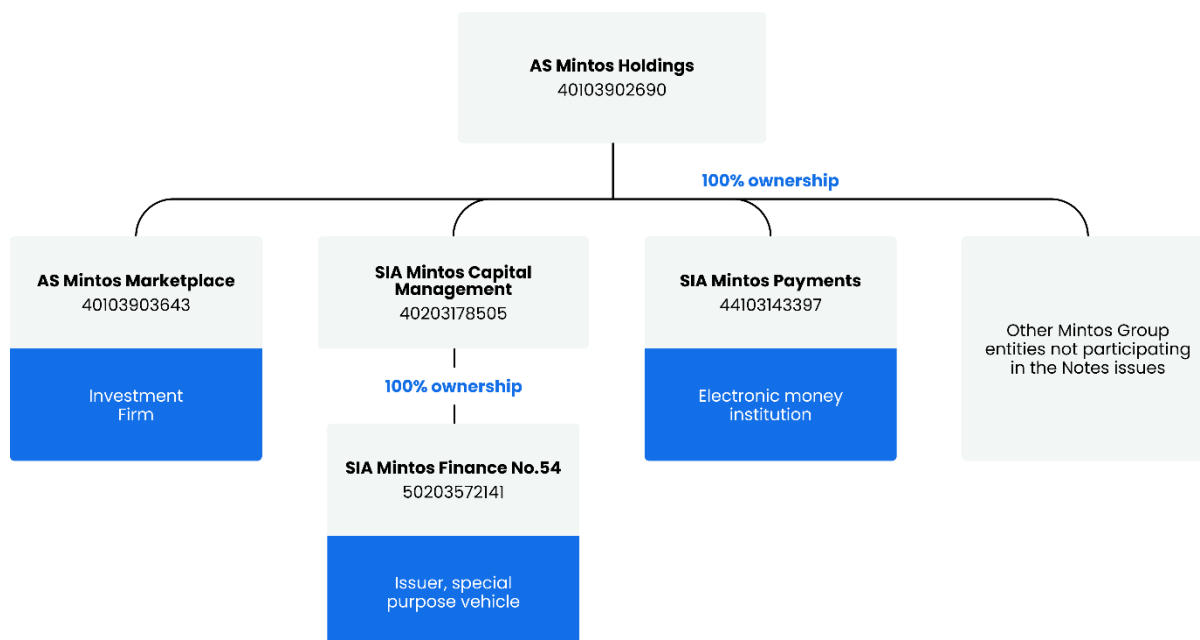 AS Mintos Holdings
40103902690
100% ownership
AS Mintos Marketplace
40103903643
Investment
Firm
SIA Mintos Capital
Management
40203178505
100% ownership
SIA Mintos Finance No.54
50203572141
Issuer, special
purpose vehicle
SIA Mintos Payments
44103143397
Electronic money
institution
Other Mintos Group
entities not participating
in the Notes issues